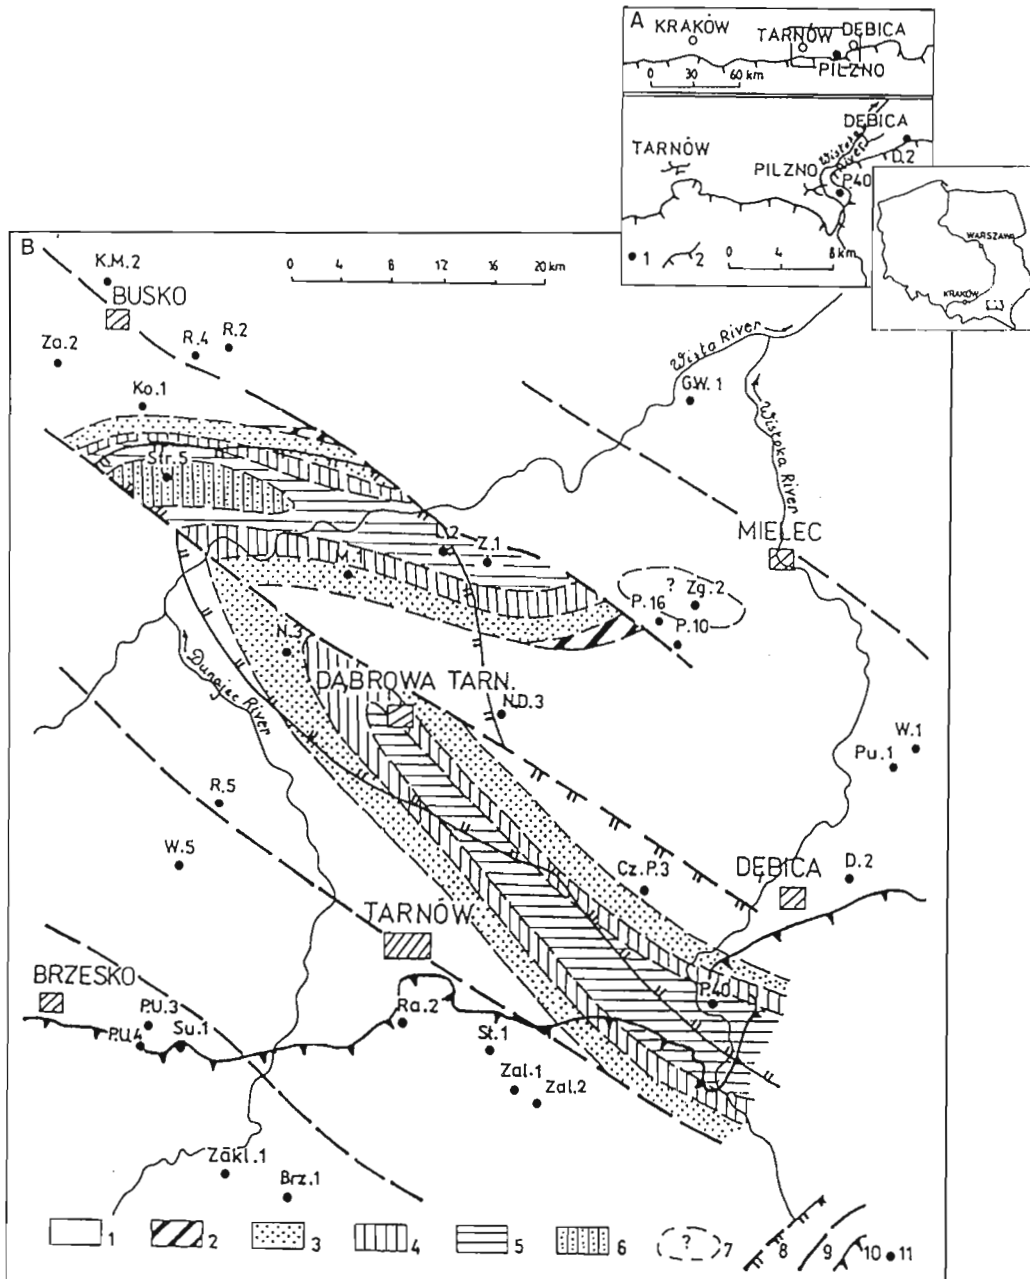 A
KRAKÓW
TARNÓW
DĘBICA
PILZNO
0 30 60 km
DĘBICA
Wisłoka River
TARNÓW
PILZNO
D.2
P.40
1 2
0 4 8 km
WARSZAWA
KRAKÓW
B
K.M.2
0 4 8 12 16 20 km
BUSKO
R.4
R.2
Za.2
Wisła River
Ko.1
G.W.1
Wisłoka River
Str.5
MIELEC
Z.1
M.1
? Zg.2
P.16
P.10
N.3
DĄBROWA TARN.
Dunajec River
N.D.3
W.1
Pu.1
R.5
W.5
Cz.P.3
DĘBICA
D.2
TARNÓW
BRZESKO
P.40
P.U.3
Ra.2
P.U.4
Su.1
St.1
Zal.1
Zal.2
Zakl.1
Brz.1
1 2 3 4 5 6 ? 7 8 9 10 11